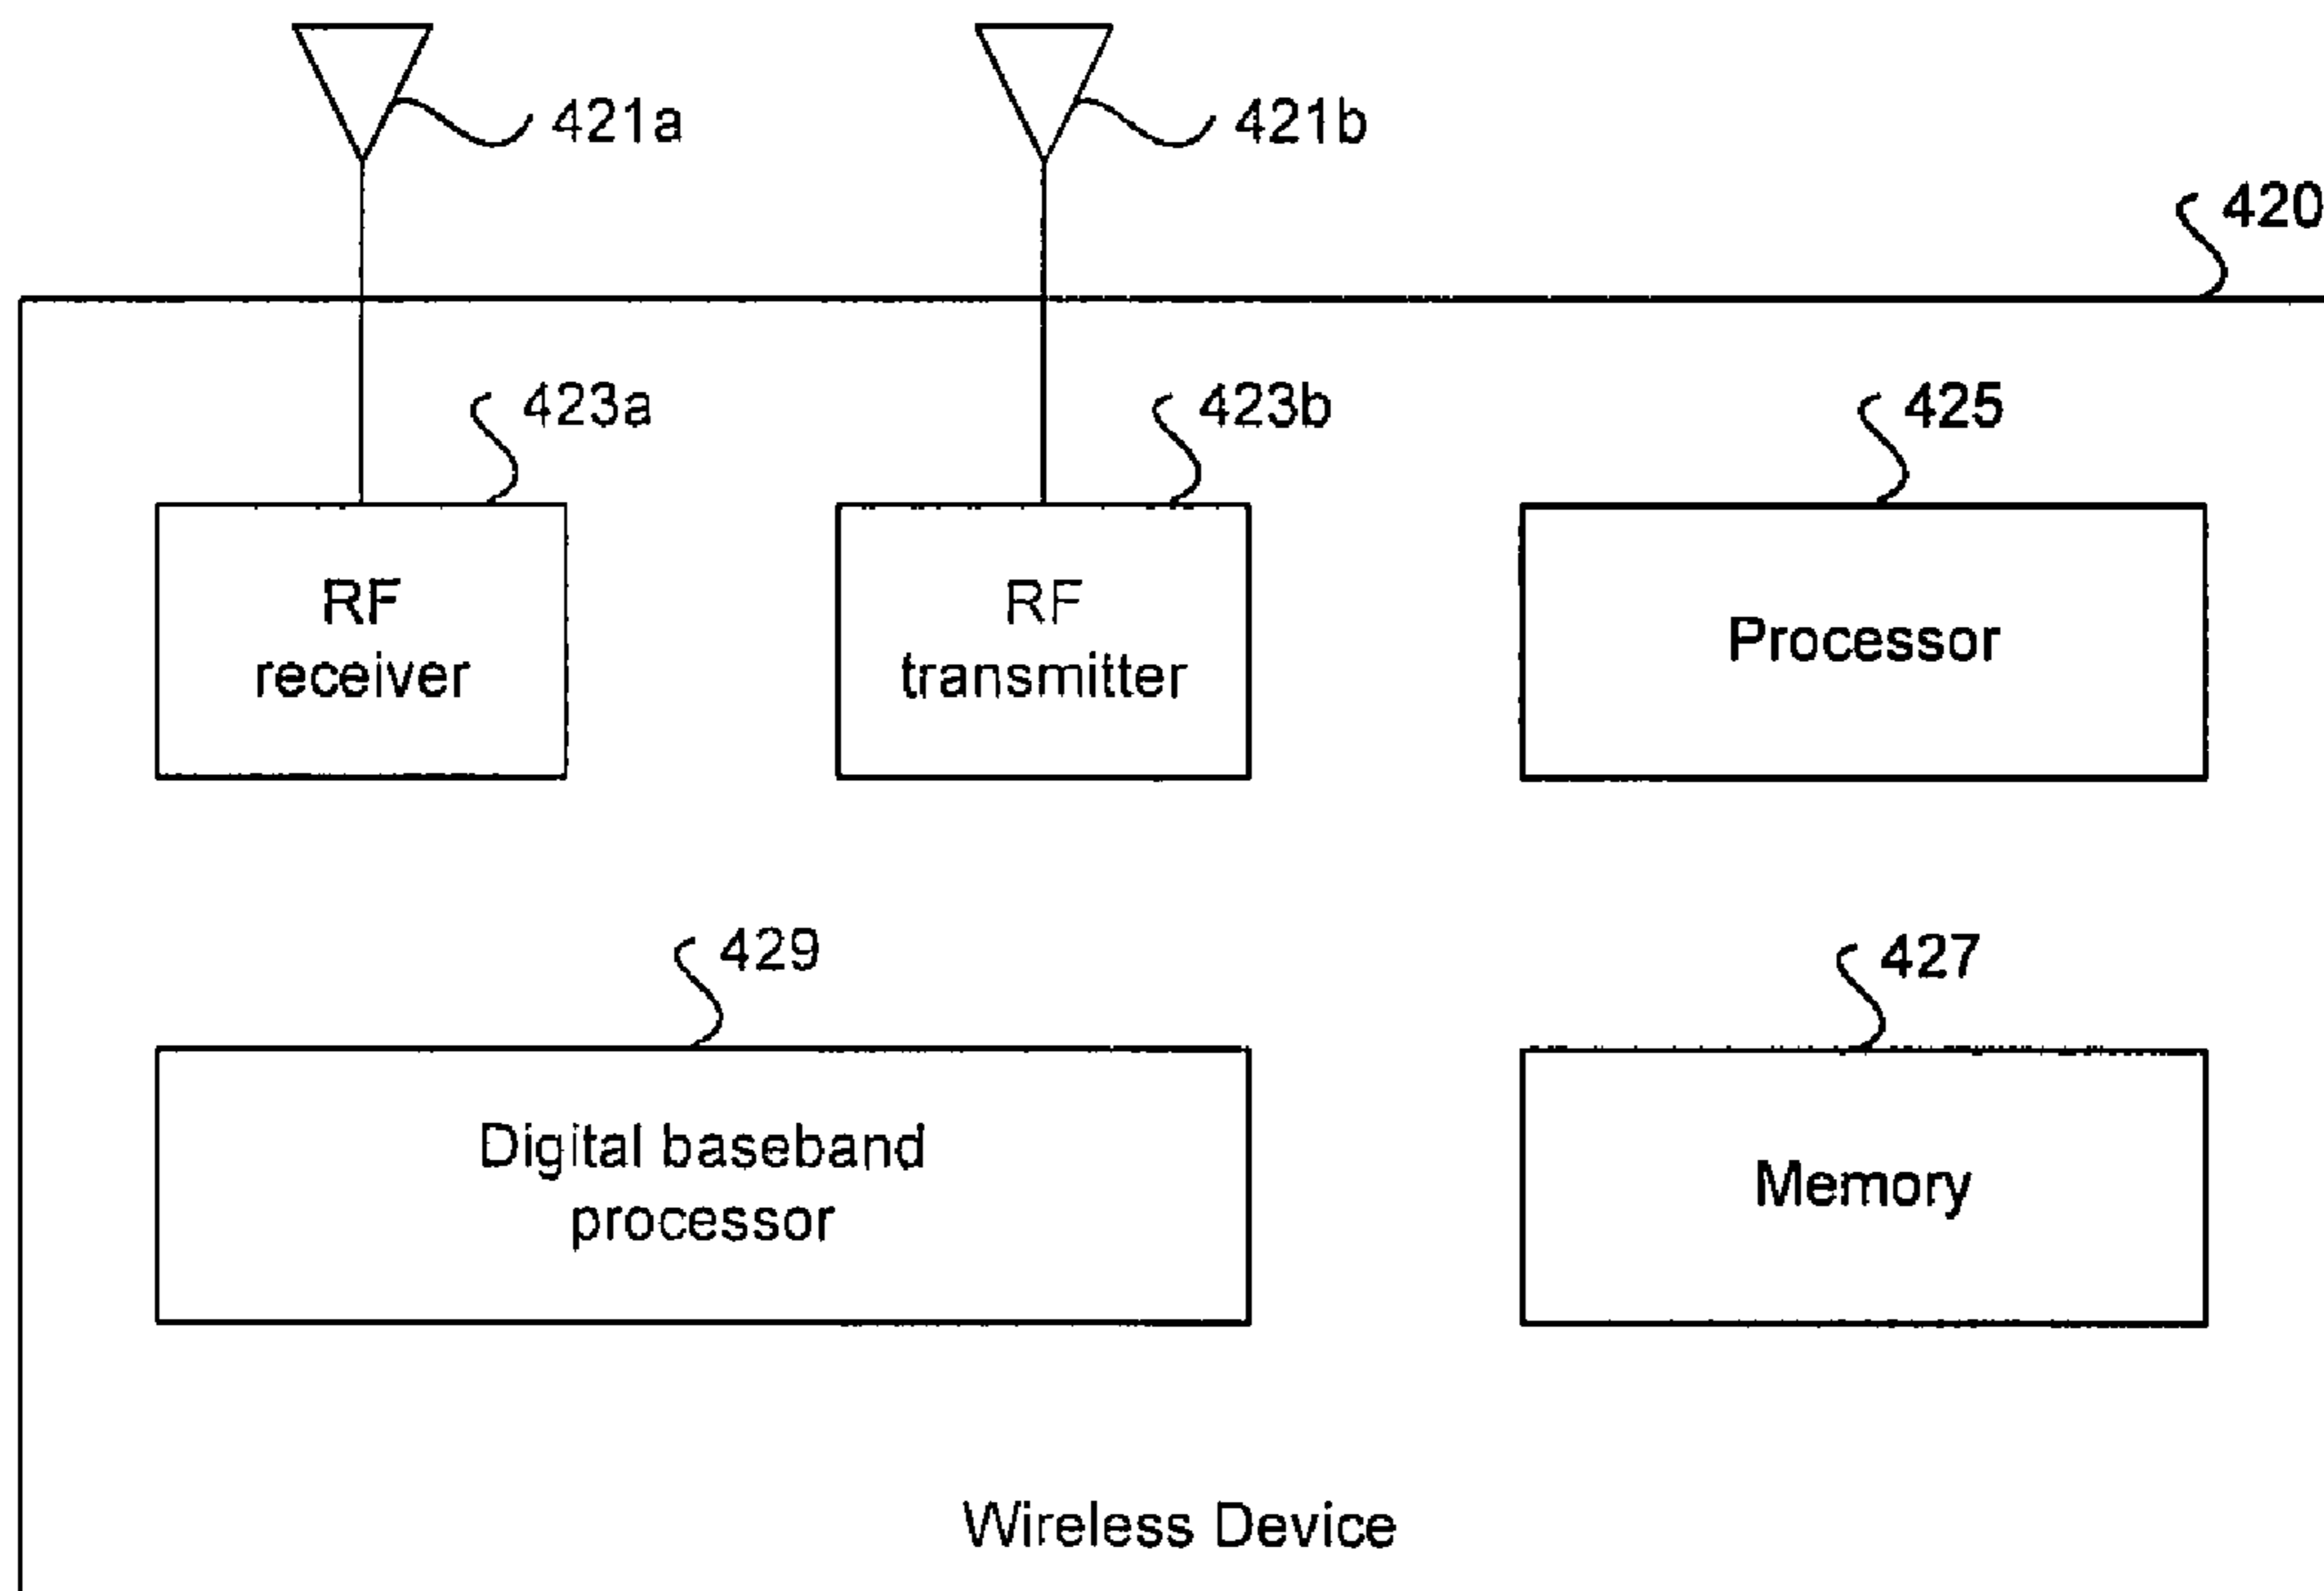 421a
421b
420
423a
423b
425
RF
receiver
RF
transmitter
Processor
429
427
Digital baseband
processor
Memory
Wireless Device